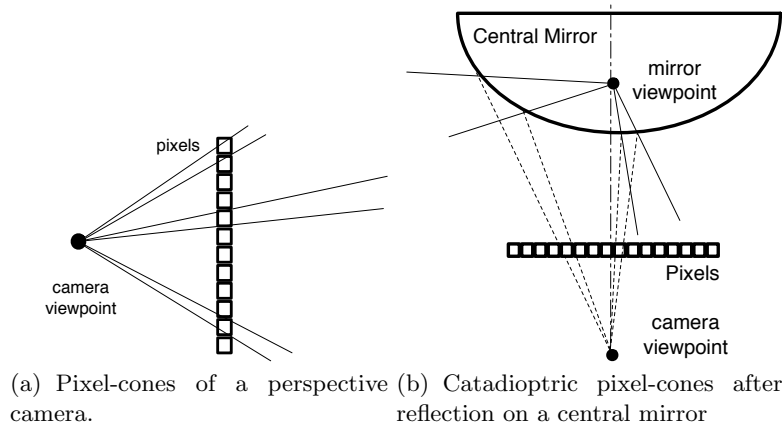 pixels
camera
viewpoint
Central Mirror
mirror
viewpoint
Pixels
camera
viewpoint
(a) Pixel-cones of a perspective
camera.
(b) Catadioptric pixel-cones after
reflection on a central mirror